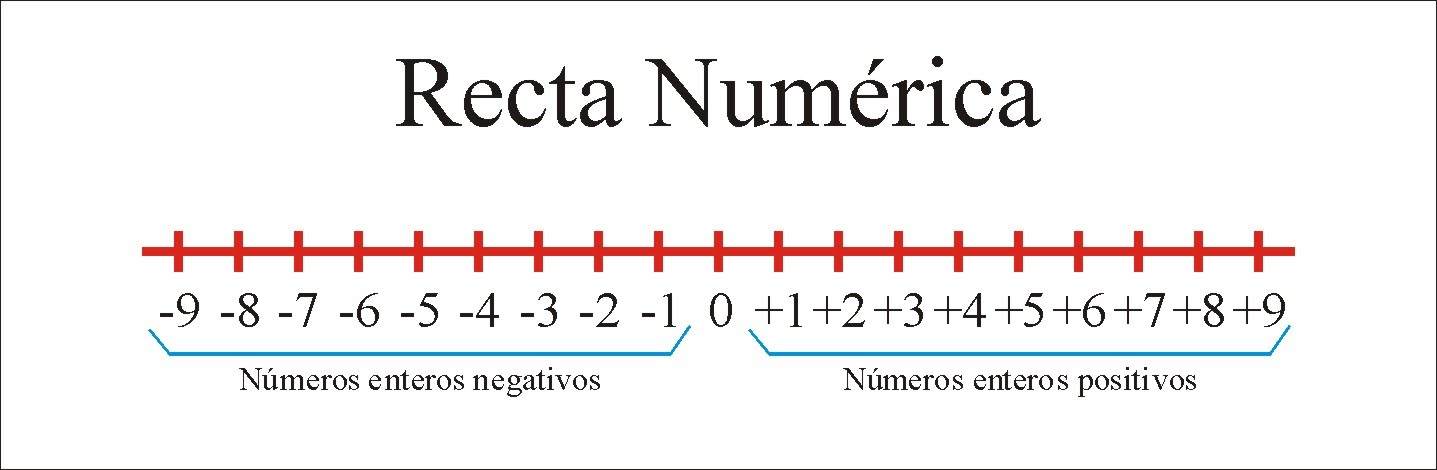 Recta Numérica
-9 -8 -7 -6 -5 -4 -3 -2 -1 0 +1 +2 +3 +4 +5 +6 +7 +8 +9
Números enteros negativos Números enteros positivos